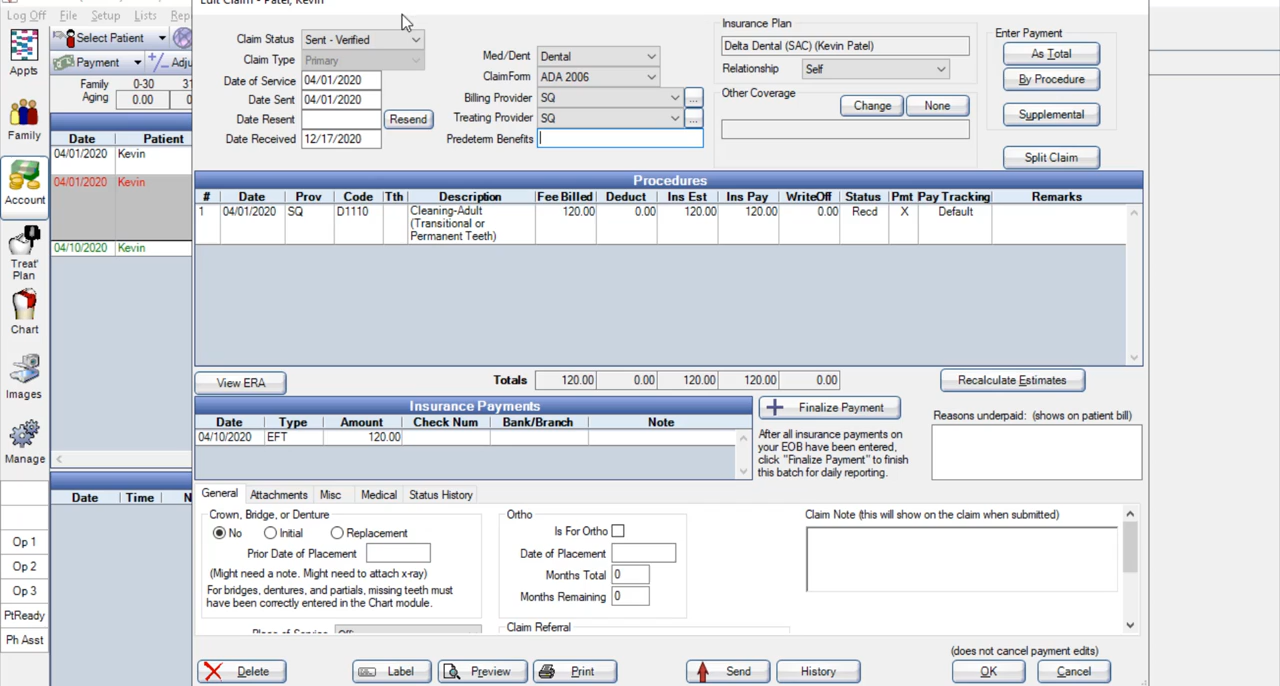 Edit Claim - Patel, Kevin
Log Off File Setup Lists Rep
Select Patient
Payment Adju
Family 0-30 31
Aging 0.00 0
Appts
Family
Account
Treat' Plan
Chart
Images
Manage
Date Patient
04/01/2020 Kevin
04/01/2020 Kevin
04/10/2020 Kevin
Date Time N
Op 1
Op 2
Op 3
PtReady
Ph Asst
Claim Status Sent - Verified
Claim Type Primary
Date of Service 04/01/2020
Date Sent 04/01/2020
Date Resent Resend
Date Received 12/17/2020
Med/Dent Dental
ClaimForm ADA 2006
Billing Provider SQ ...
Treating Provider SQ ...
Predeterm Benefits
Insurance Plan
Delta Dental (SAC) (Kevin Patel)
Relationship Self
Other Coverage Change None
Enter Payment
As Total
By Procedure
Supplemental
Split Claim
Procedures
# Date Prov Code Tth Description Fee Billed Deduct Ins Est Ins Pay WriteOff Status Pmt Pay Tracking Remarks
1 04/01/2020 SQ D1110 Cleaning-Adult 120.00 0.00 120.00 120.00 0.00 Recd X Default
(Transitional or
Permanent Teeth)
View ERA Totals 120.00 0.00 120.00 120.00 0.00 Recalculate Estimates
Insurance Payments
Date Type Amount Check Num Bank/Branch Note
04/10/2020 EFT 120.00
Finalize Payment
After all insurance payments on
your EOB have been entered,
click "Finalize Payment" to finish
this batch for daily reporting.
Reasons underpaid: (shows on patient bill)
General Attachments Misc Medical Status History
Crown, Bridge, or Denture
No Initial Replacement
Prior Date of Placement
(Might need a note. Might need to attach x-ray)
For bridges, dentures, and partials, missing teeth must
have been correctly entered in the Chart module.
Ortho
Is For Ortho
Date of Placement
Months Total 0
Months Remaining 0
Claim Note (this will show on the claim when submitted)
Place of Service
Claim Referral
(does not cancel payment edits)
Delete Label Preview Print Send History OK Cancel